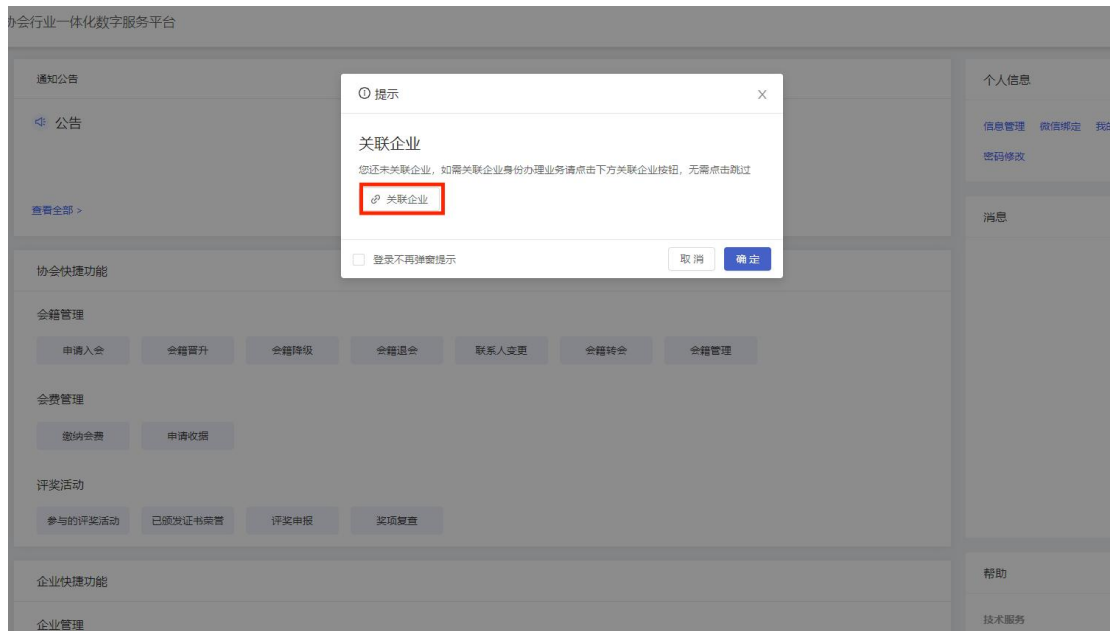 会行业一体化数字服务平台
通知公告
公告
查看全部 >
提示
关联企业
您还未关联企业，如需关联企业身份办理业务请点击下方关联企业按钮，无需点击跳过
关联企业
登录不再弹窗提示
取消 确定
协会快捷功能
会籍管理
申请入会 会籍晋升 会籍降级 会籍退会 联系人变更 会籍转会 会籍管理
会费管理
缴纳会费 申请收据
评奖活动
参与的评奖活动 已颁发证书荣誉 评奖申报 奖项复查
企业快捷功能
企业管理
个人信息
信息管理 微信绑定 我的
密码修改
消息
帮助
技术服务